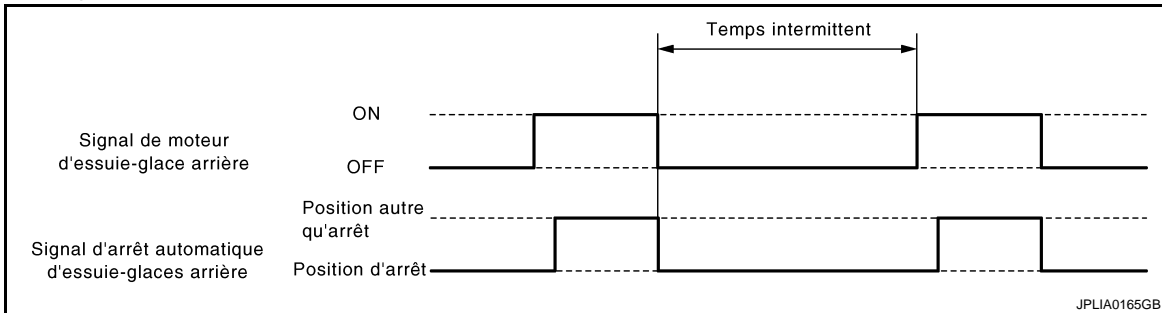 Temps intermittent
ON
Signal de moteur
d'essuie-glace arrière
OFF
Position autre
qu'arrêt
Signal d'arrêt automatique
d'essuie-glaces arrière
Position d'arrêt
JPLIA0165GB